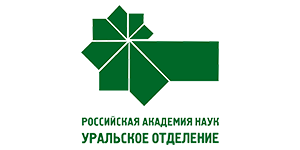 РОССИЙСКАЯ АКАДЕМИЯ НАУК
УРАЛЬСКОЕ ОТДЕЛЕНИЕ